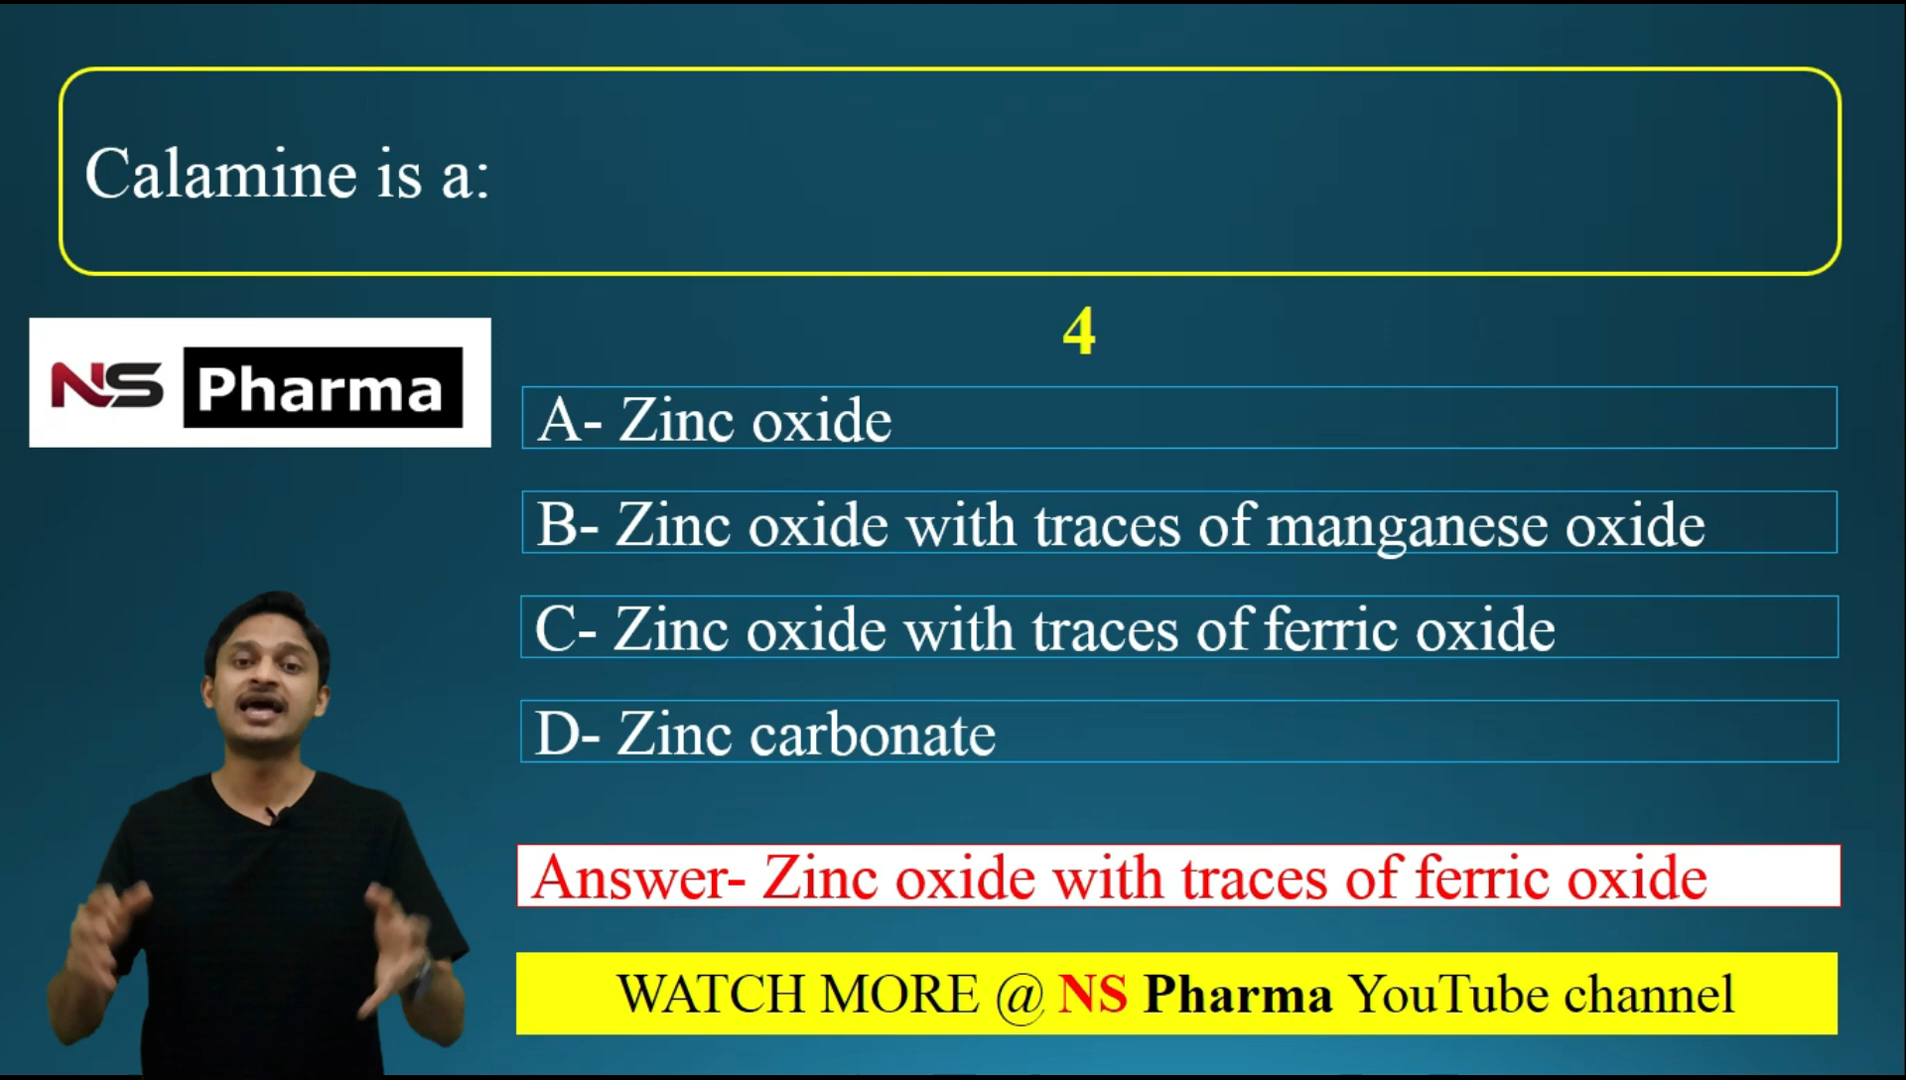 Calamine is a:
4
NS Pharma
A- Zinc oxide
B- Zinc oxide with traces of manganese oxide
C- Zinc oxide with traces of ferric oxide
D- Zinc carbonate
Answer- Zinc oxide with traces of ferric oxide
WATCH MORE @ NS Pharma YouTube channel